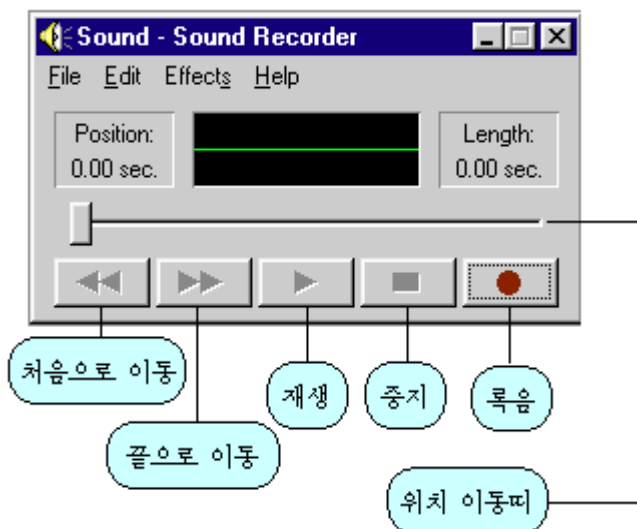 Sound - Sound Recorder
File Edit Effects Help
Position:
0.00 sec.
Length:
0.00 sec.
처음으로 이동
재생
중지
록음
끝으로 이동
위치 이동띠